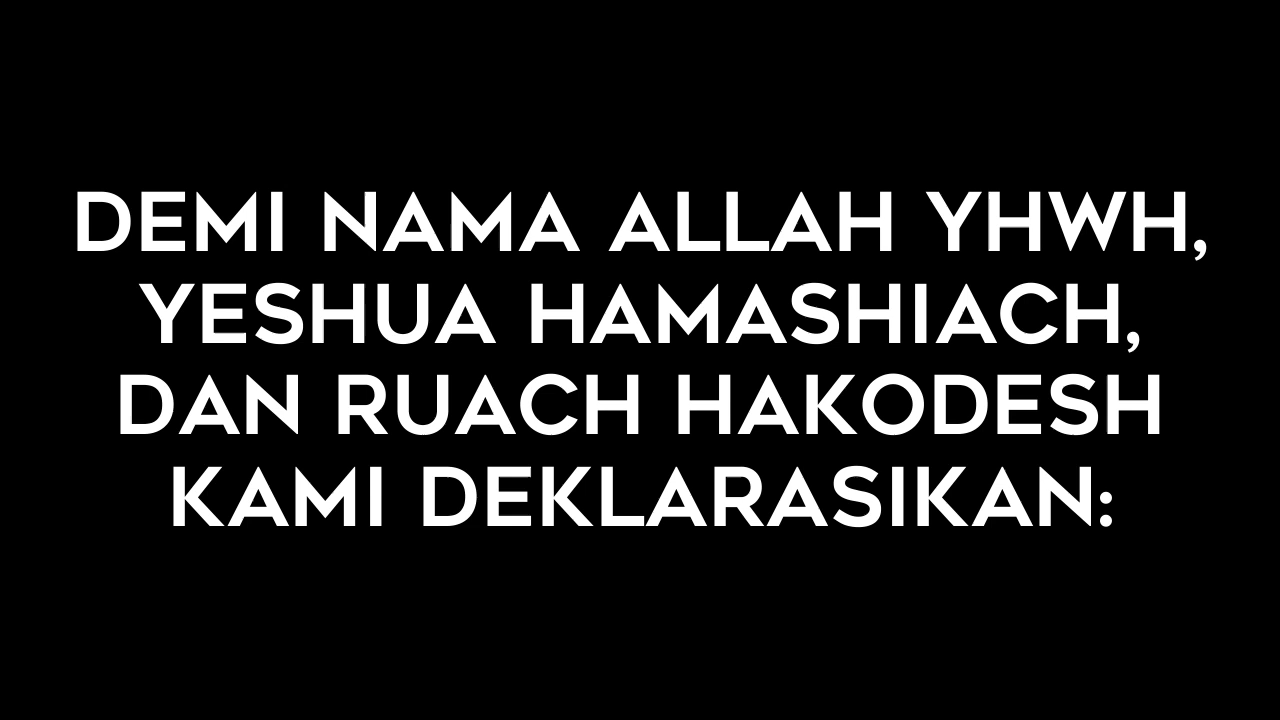 DEMI NAMA ALLAH YHWH,
YESHUA HAMASHIACH,
DAN RUACH HAKODESH
KAMI DEKLARASIKAN: